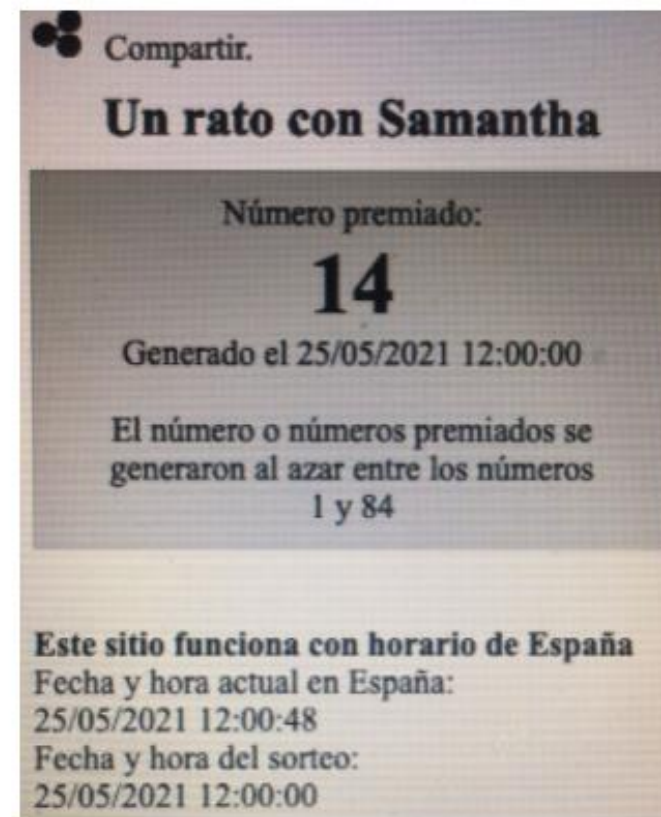 Compartir.
Un rato con Samantha
Número premiado:
14
Generado el 25/05/2021 12:00:00
El número o números premiados se
generaron al azar entre los números
1 y 84
Este sitio funciona con horario de España
Fecha y hora actual en España:
25/05/2021 12:00:48
Fecha y hora del sorteo:
25/05/2021 12:00:00